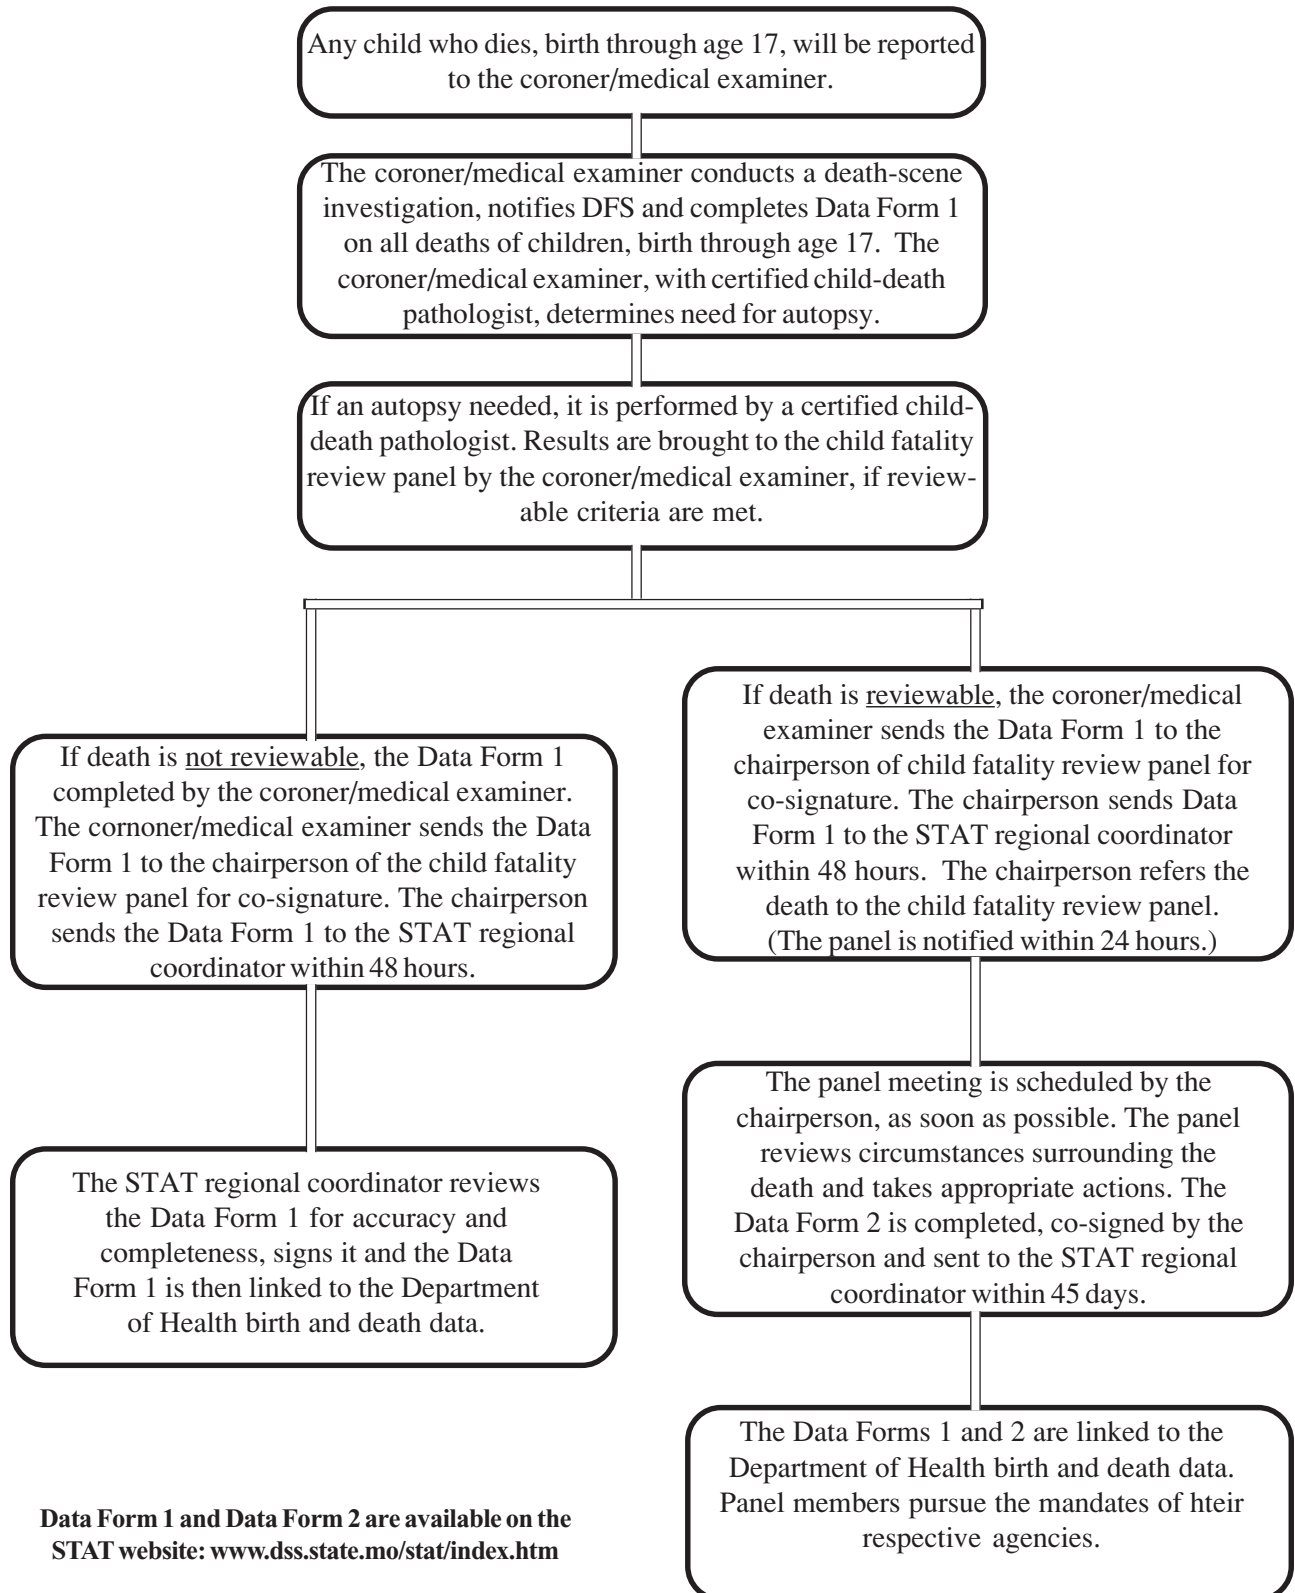 Any child who dies, birth through age 17, will be reported
to the coroner/medical examiner.
The coroner/medical examiner conducts a death-scene
investigation, notifies DFS and completes Data Form 1
on all deaths of children, birth through age 17.  The
coroner/medical examiner, with certified child-death
pathologist, determines need for autopsy.
If an autopsy needed, it is performed by a certified child-
death pathologist. Results are brought to the child fatality
review panel by the coroner/medical examiner, if review-
able criteria are met.
If death is not reviewable, the Data Form 1
completed by the coroner/medical examiner.
The cornoner/medical examiner sends the Data
Form 1 to the chairperson of the child fatality
review panel for co-signature. The chairperson
sends the Data Form 1 to the STAT regional
coordinator within 48 hours.
The STAT regional coordinator reviews
the Data Form 1 for accuracy and
completeness, signs it and the Data
Form 1 is then linked to the Department
of Health birth and death data.
If death is reviewable, the coroner/medical
examiner sends the Data Form 1 to the
chairperson of child fatality review panel for
co-signature. The chairperson sends Data
Form 1 to the STAT regional coordinator
within 48 hours.  The chairperson refers the
death to the child fatality review panel.
(The panel is notified within 24 hours.)
The panel meeting is scheduled by the
chairperson, as soon as possible. The panel
reviews circumstances surrounding the
death and takes appropriate actions. The
Data Form 2 is completed, co-signed by the
chairperson and sent to the STAT regional
coordinator within 45 days.
The Data Forms 1 and 2 are linked to the
Department of Health birth and death data.
Panel members pursue the mandates of hteir
respective agencies.
Data Form 1 and Data Form 2 are available on the
STAT website: www.dss.state.mo/stat/index.htm